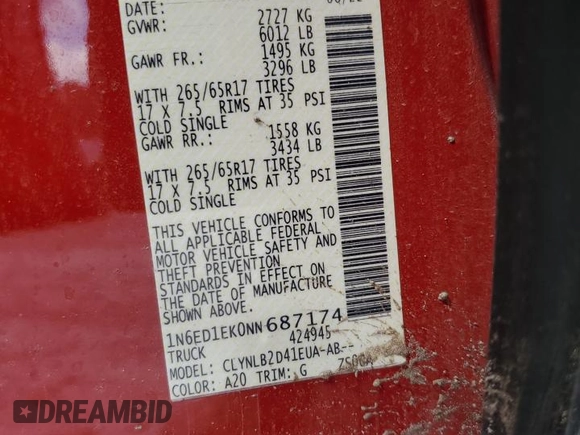 DATE:
GVWR: 2727 KG
6012 LB
GAWR FR.: 1495 KG
3296 LB
WITH 265/65R17 TIRES
17 X 7.5 RIMS AT 35 PSI
COLD SINGLE
GAWR RR.: 1558 KG
3434 LB
WITH 265/65R17 TIRES
17 X 7.5 RIMS AT 35 PSI
COLD SINGLE
THIS VEHICLE CONFORMS TO
ALL APPLICABLE FEDERAL
MOTOR VEHICLE SAFETY AND
THEFT PREVENTION
STANDARDS IN EFFECT ON
THE DATE OF MANUFACTURE
SHOWN ABOVE.
1N6ED1EK0NN687174
TRUCK 424945
MODEL: CLYNLB2D41EUA-AB--
COLOR: A20 TRIM: G
DREAMBID